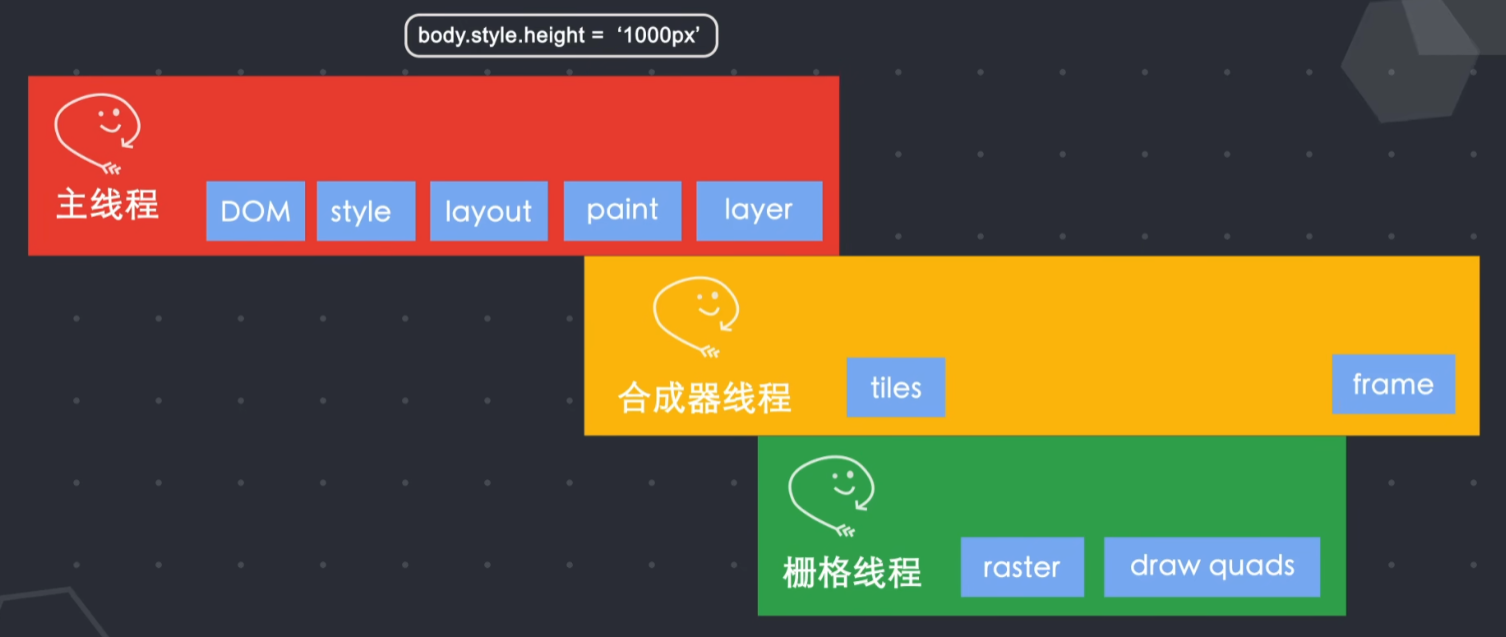 body.style.height = ‘1000px’
主线程
DOM
style
layout
paint
layer
合成器线程
tiles
frame
栅格线程
raster
draw quads